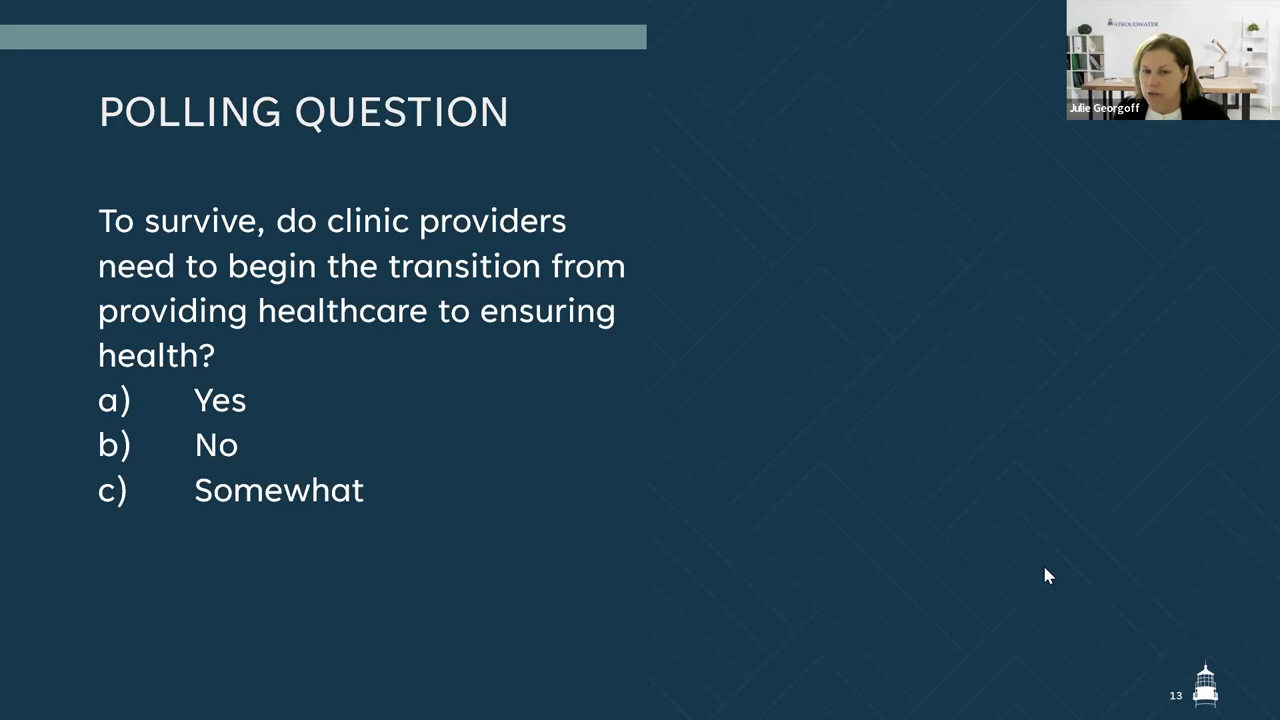 STROUDWATER
Julie Georgoff
POLLING QUESTION
To survive, do clinic providers
need to begin the transition from
providing healthcare to ensuring
health?
a) Yes
b) No
c) Somewhat
13